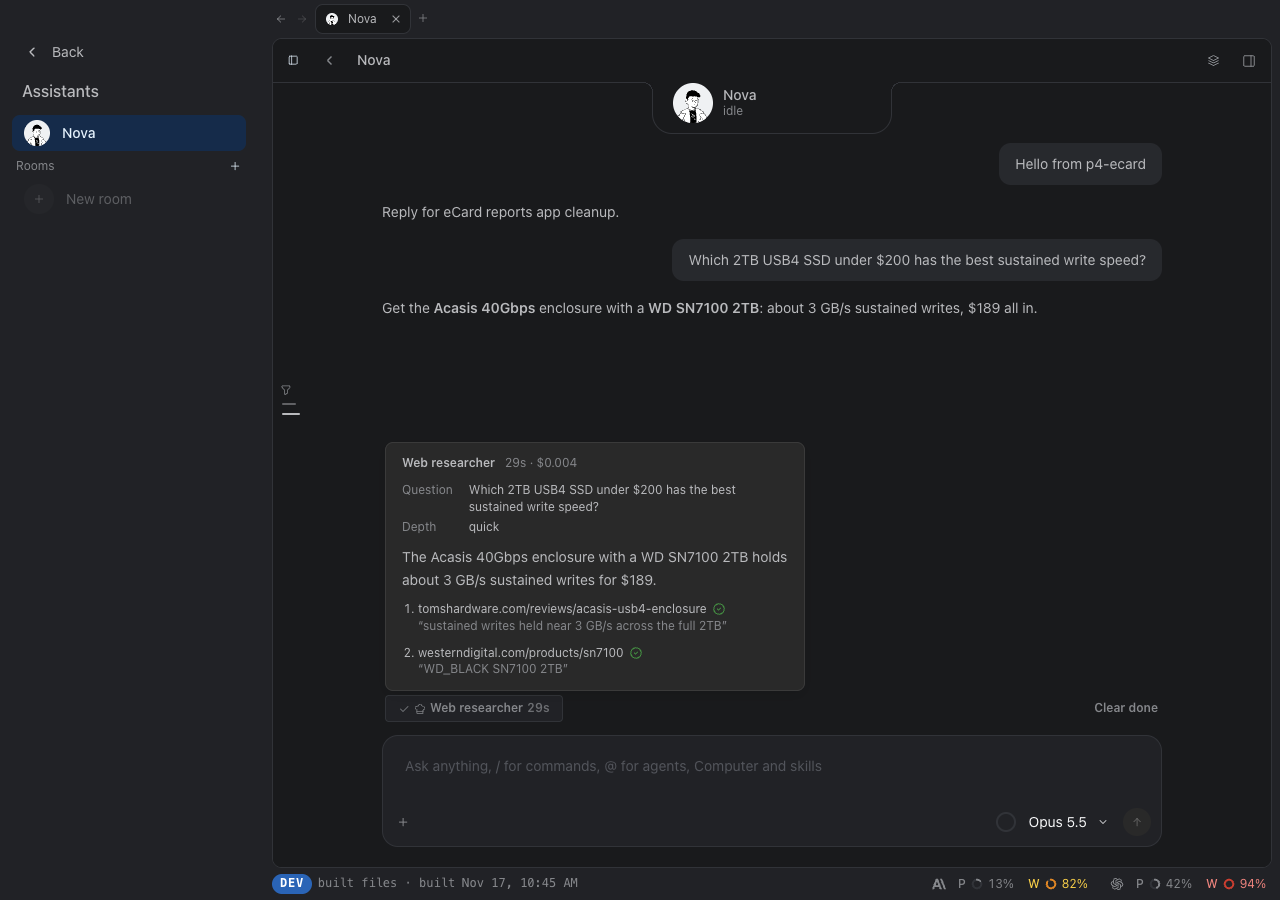 Nova
Back
Nova
Assistants
Nova
idle
Nova
Hello from p4-ecard
Rooms
New room
Reply for eCard reports app cleanup.
Which 2TB USB4 SSD under $200 has the best sustained write speed?
Get the Acasis 40Gbps enclosure with a WD SN7100 2TB: about 3 GB/s sustained writes, $189 all in.
Web researcher 29s · $0.004
Question Which 2TB USB4 SSD under $200 has the best
sustained write speed?
Depth quick
The Acasis 40Gbps enclosure with a WD SN7100 2TB holds
about 3 GB/s sustained writes for $189.
1. tomshardware.com/reviews/acasis-usb4-enclosure
“sustained writes held near 3 GB/s across the full 2TB”
2. westerndigital.com/products/sn7100
“WD_BLACK SN7100 2TB”
Web researcher 29s
Clear done
Ask anything, / for commands, @ for agents, Computer and skills
Opus 5.5
DEV built files · built Nov 17, 10:45 AM
P 13% W 82% P 42% W 94%